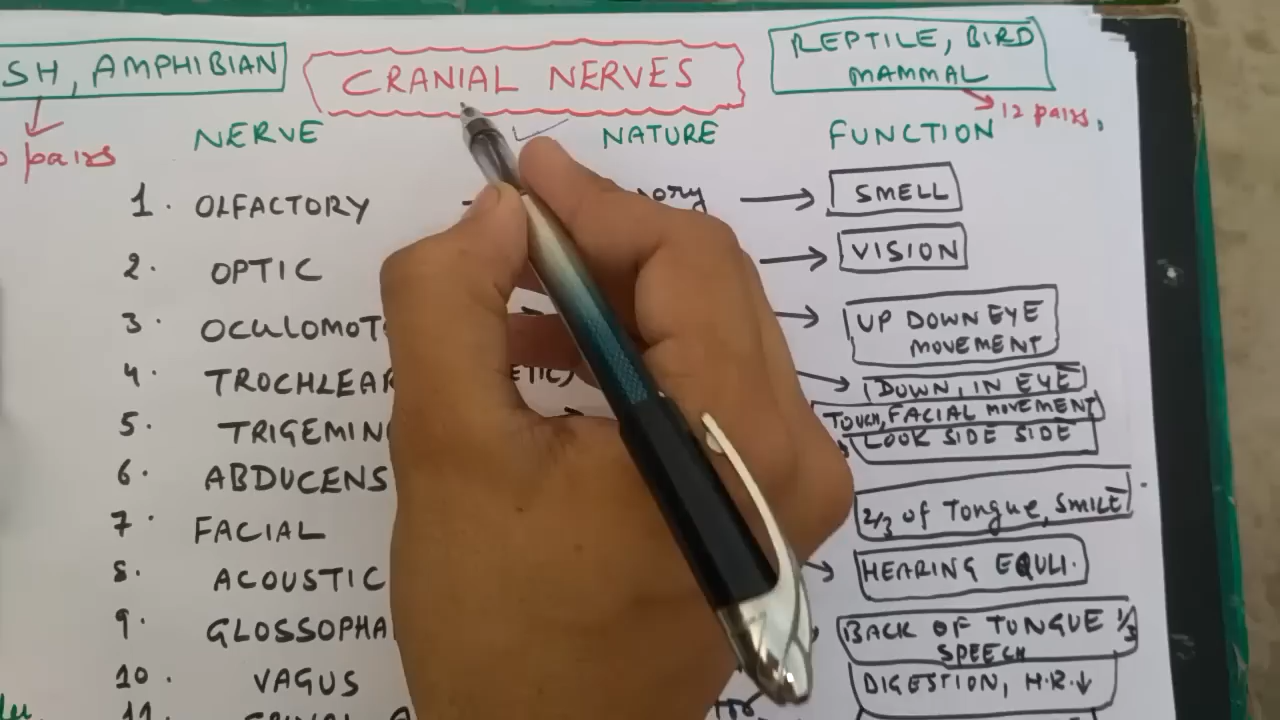 SH, AMPHIBIAN
CRANIAL NERVES
REPTILE, BIRD
MAMMAL
pairs
12 pairs,
NERVE
NATURE
FUNCTION
1. OLFACTORY
ory
SMELL
2. OPTIC
VISION
3. OCULOMOT
UP DOWN EYE
MOVEMENT
4. TROCHLEAR
ETIC)
DOWN, IN EYE
5. TRIGEMIN
TOUCH, FACIAL MOVEMENT
LOOK SIDE SIDE
6. ABDUCENS
7. FACIAL
2/3 of Tongue, SMILE
8. ACOUSTIC
HEARING EQULI.
9. GLOSSOPHA
BACK OF TONGUE 1/3
SPEECH
10. VAGUS
DIGESTION, H.R.↓
11.